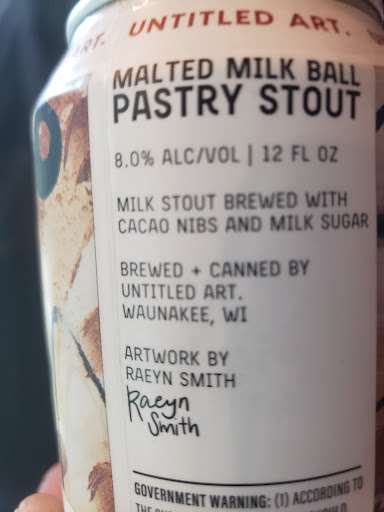 ART.
UNTITLED ART.
MALTED MILK BALL
PASTRY STOUT
8.0% ALC/VOL | 12 FL OZ
MILK STOUT BREWED WITH
CACAO NIBS AND MILK SUGAR
BREWED + CANNED BY
UNTITLED ART.
WAUNAKEE, WI
ARTWORK BY
RAEYN SMITH
Raeyn
Smith
GOVERNMENT WARNING: (1) ACCORDING TO
THE